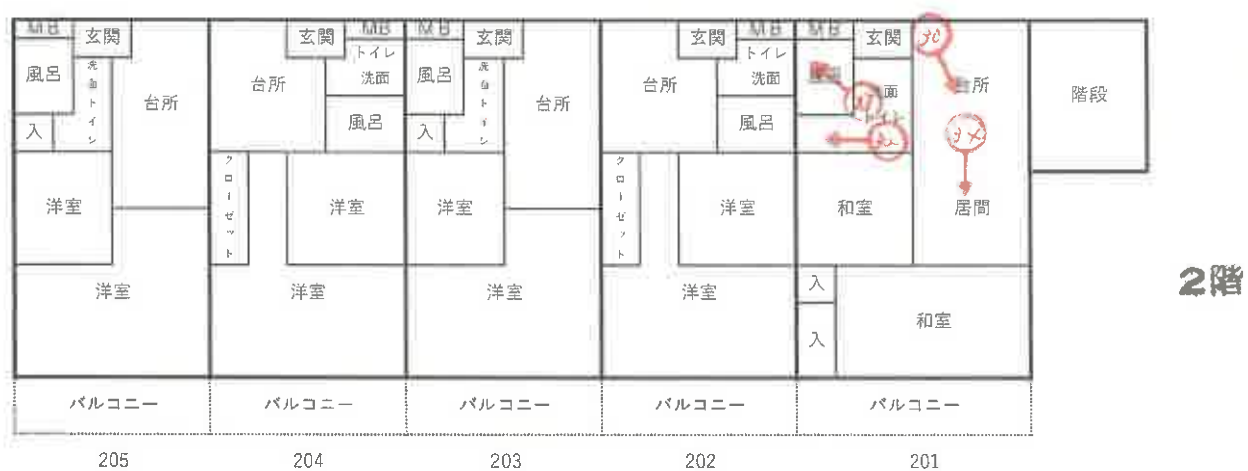 MB
玄関
風呂
洗面トイレ
台所
入
洋室
洋室
バルコニー
205
玄関
MB
トイレ
洗面
台所
風呂
クローゼット
洋室
洋室
バルコニー
204
MB
玄関
風呂
洗面トイレ
台所
入
洋室
洋室
バルコニー
203
玄関
MB
トイレ
洗面
台所
風呂
クローゼット
洋室
洋室
バルコニー
202
MB
玄関
30
台所
面
トイレ
和室
居間
入
入
和室
バルコニー
201
階段
2階